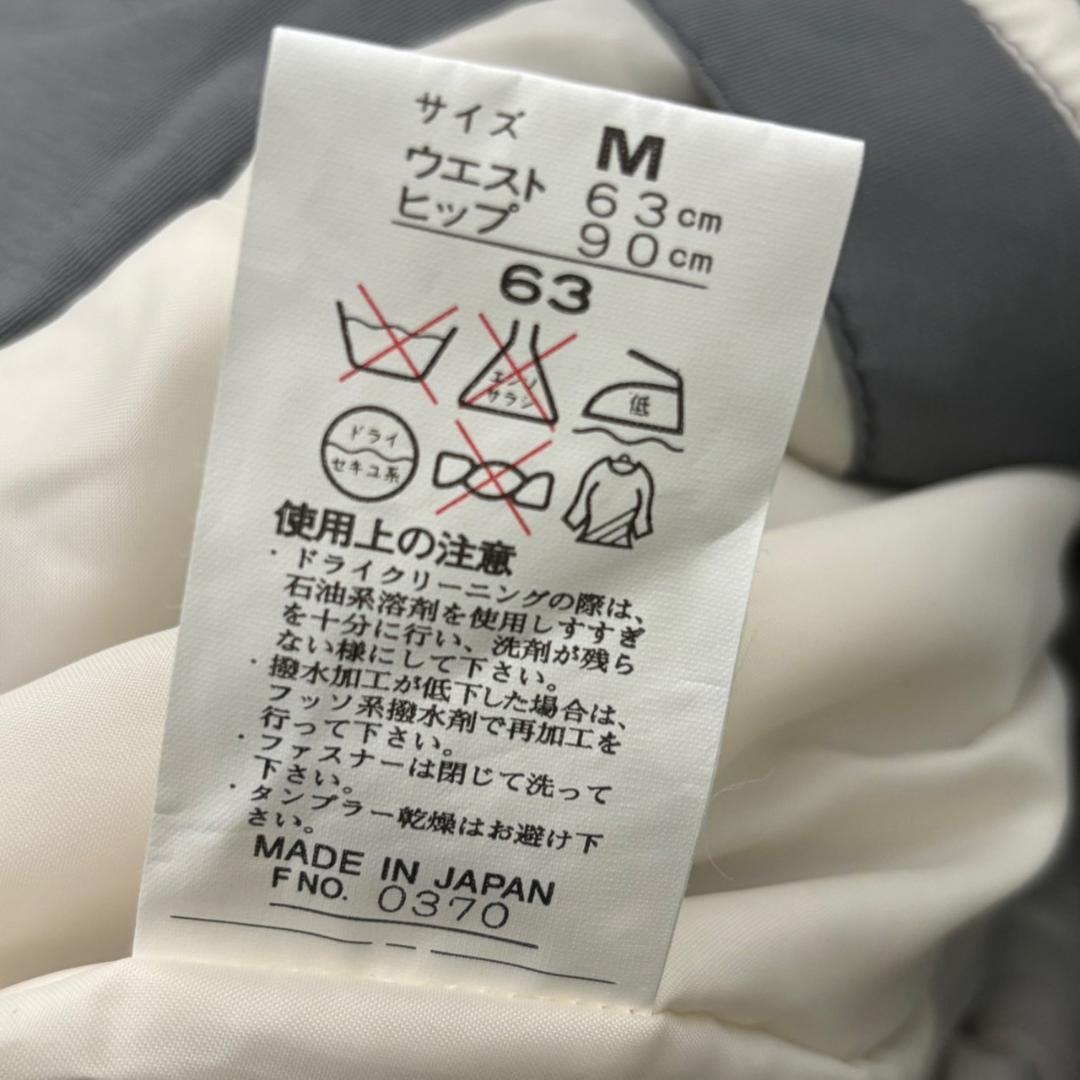 サイズ M
ウエスト 63cm
ヒップ 90cm
63
エンソ
サラシ
低
ドライ
セキユ系
使用上の注意
・ドライクリーニングの際は、
石油系溶剤を使用しすすぎ
を十分に行い、洗剤が残ら
ない様にして下さい。
・撥水加工が低下した場合は、
フッソ系撥水剤で再加工を
行って下さい。
・ファスナーは閉じて洗って
下さい。
・タンブラー乾燥はお避け下
さい。
MADE IN JAPAN
F NO. 0370